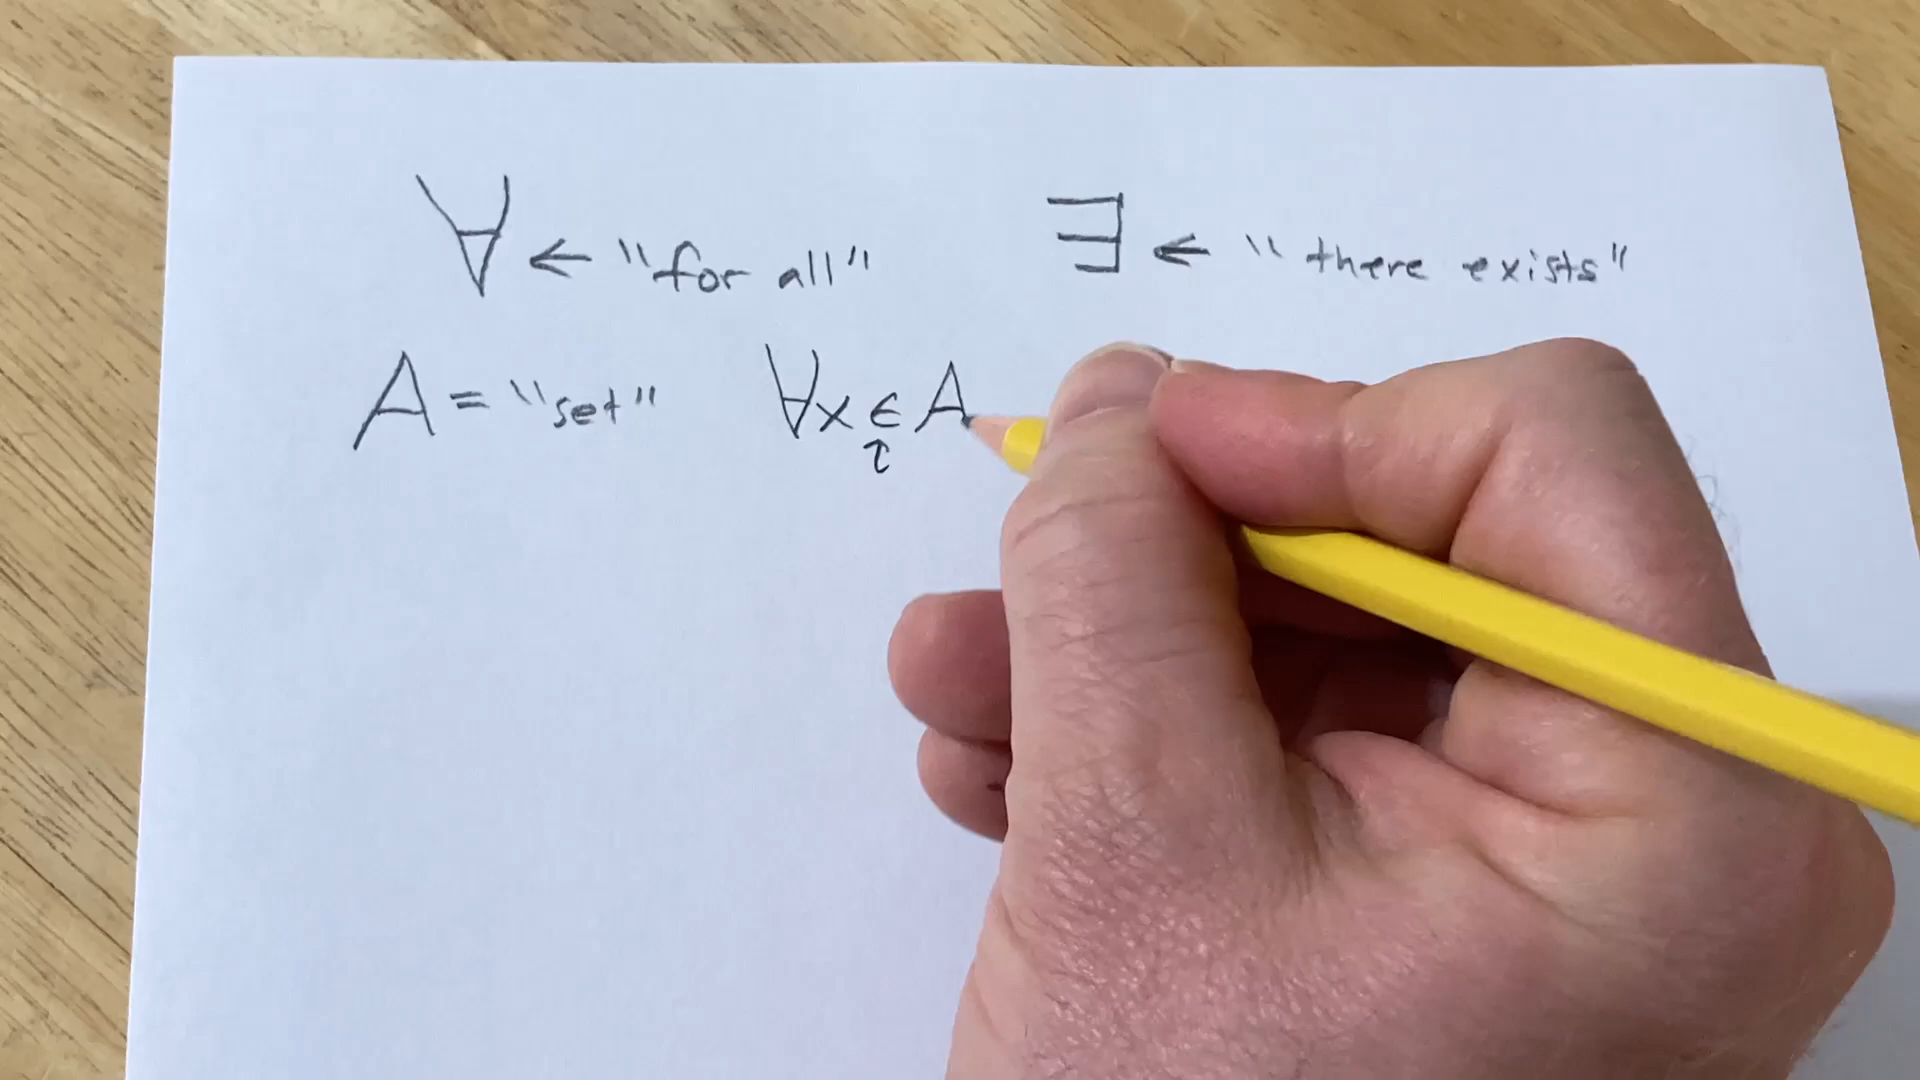 ∀ ← "for all" ∃ ← "there exists"
A = "set" ∀x ∈ A